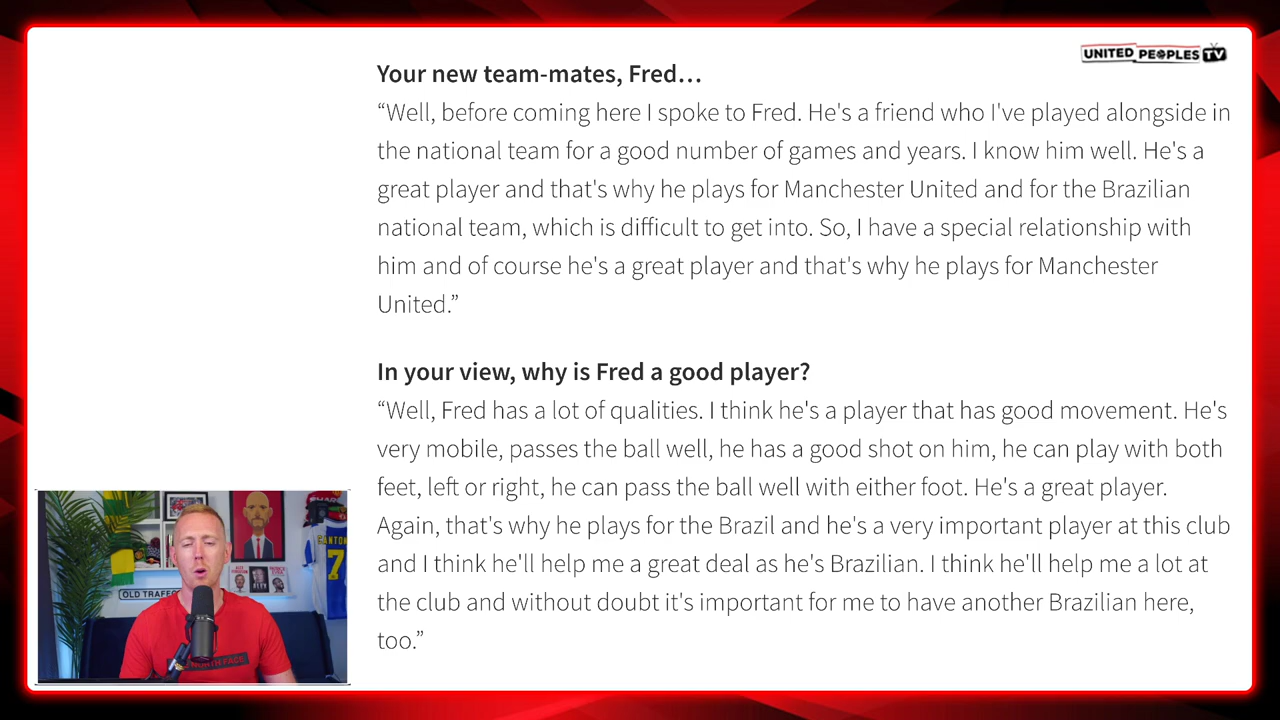 UNITED PEOPLES TV
Your new team-mates, Fred…
“Well, before coming here I spoke to Fred. He's a friend who I've played alongside in
the national team for a good number of games and years. I know him well. He's a
great player and that's why he plays for Manchester United and for the Brazilian
national team, which is difficult to get into. So, I have a special relationship with
him and of course he's a great player and that's why he plays for Manchester
United.”
In your view, why is Fred a good player?
“Well, Fred has a lot of qualities. I think he's a player that has good movement. He's
very mobile, passes the ball well, he has a good shot on him, he can play with both
feet, left or right, he can pass the ball well with either foot. He's a great player.
Again, that's why he plays for the Brazil and he's a very important player at this club
and I think he'll help me a great deal as he's Brazilian. I think he'll help me a lot at
the club and without doubt it's important for me to have another Brazilian here,
too.”
OLD TRAFFO
CANTON
7
NORTH FACE